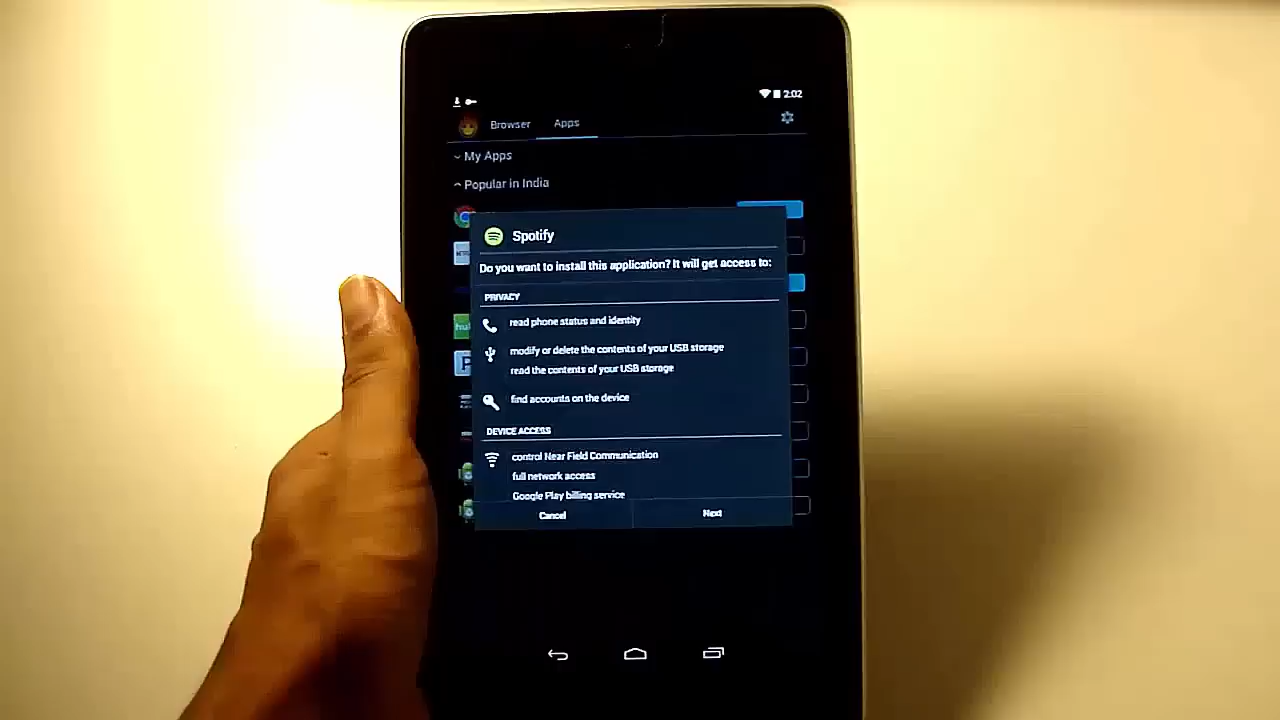 2:02
Browser
Apps
My Apps
Popular in India
Spotify
Do you want to install this application? It will get access to:
PRIVACY
read phone status and identity
modify or delete the contents of your USB storage
read the contents of your USB storage
find accounts on the device
DEVICE ACCESS
control Near Field Communication
full network access
Google Play billing service
Cancel
Next